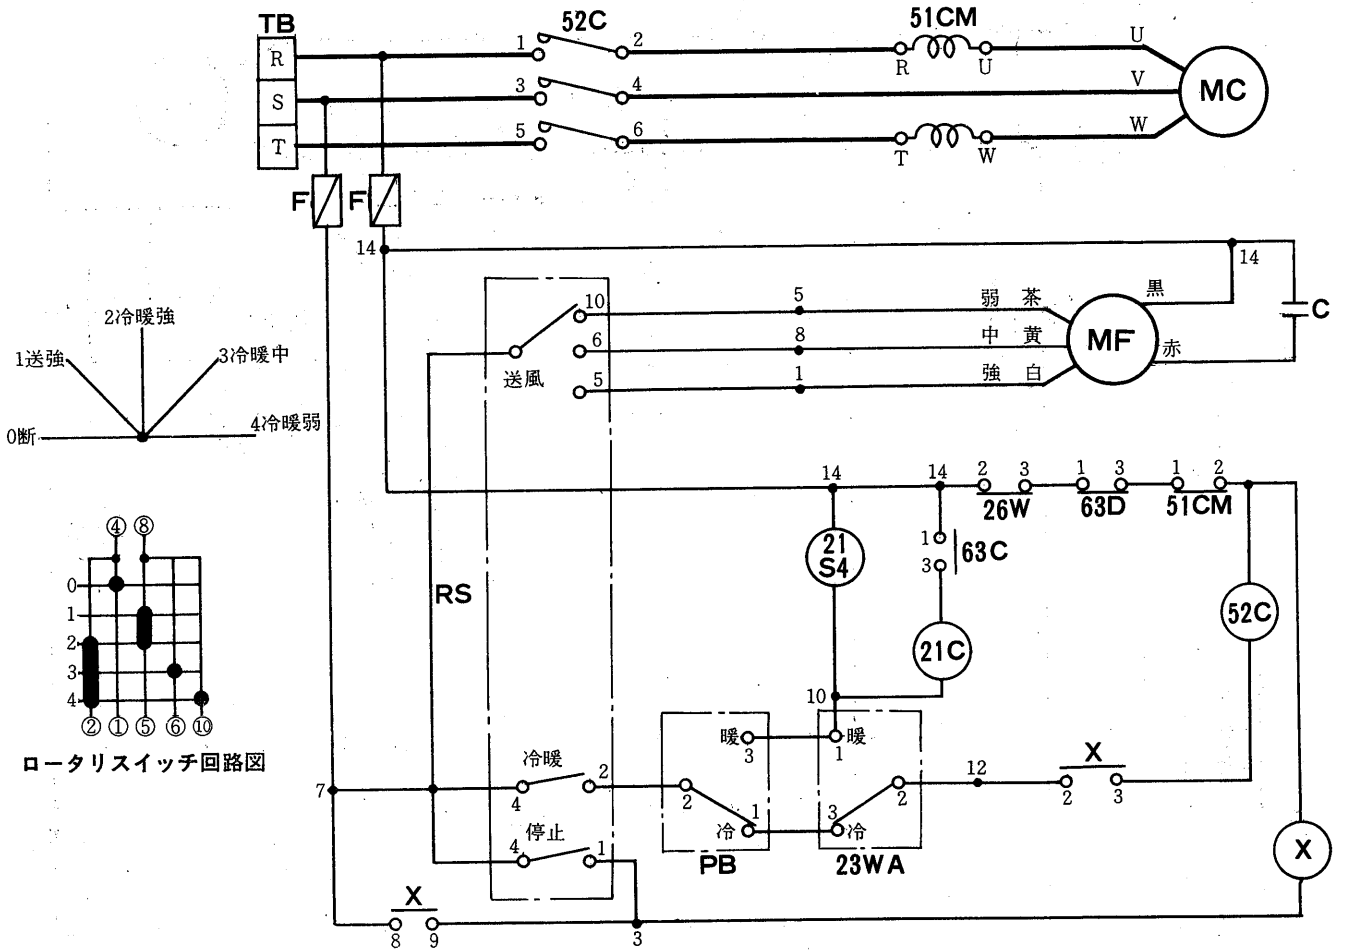 TB
52C
51CM
R
1
2
R
U
U
S
3
4
V
MC
T
5
6
T
W
W
F
F
14
14
10
5
弱 茶
黒
C
6
8
中 黄
MF
赤
送風
5
1
強 白
2冷暖強
1送強
3冷暖中
0断
4冷暖弱
14
14
2
3
1
3
1
2
26W
63D
51CM
21
S4
1
3
63C
52C
21C
RS
④
⑧
0
1
2
3
4
②
①
⑤
⑥
⑩
ロータリスイッチ回路図
10
暖
3
暖
1
冷暖
4
2
2
1
冷
3
冷
2
12
X
2
3
7
停止
4
1
PB
23WA
X
X
8
9
3